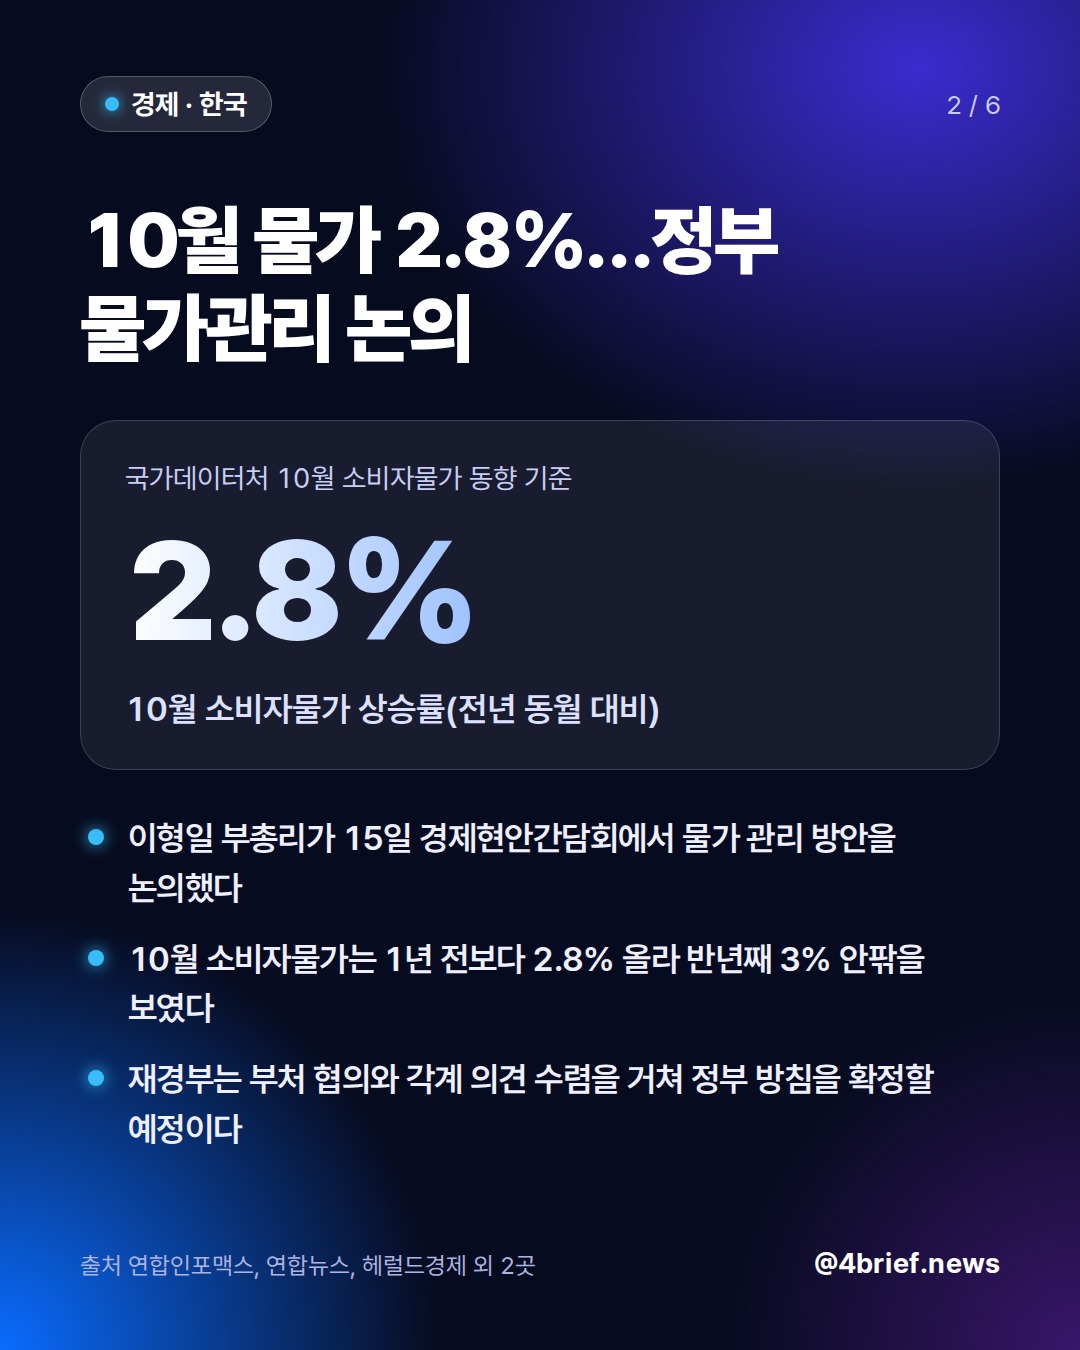 경제 · 한국
2 / 6
10월 물가 2.8%...정부
물가관리 논의
국가데이터처 10월 소비자물가 동향 기준
2.8%
10월 소비자물가 상승률(전년 동월 대비)
이형일 부총리가 15일 경제현안간담회에서 물가 관리 방안을
논의했다
10월 소비자물가는 1년 전보다 2.8% 올라 반년째 3% 안팎을
보였다
재경부는 부처 협의와 각계 의견 수렴을 거쳐 정부 방침을 확정할
예정이다
출처 연합인포맥스, 연합뉴스, 헤럴드경제 외 2곳
@4brief.news